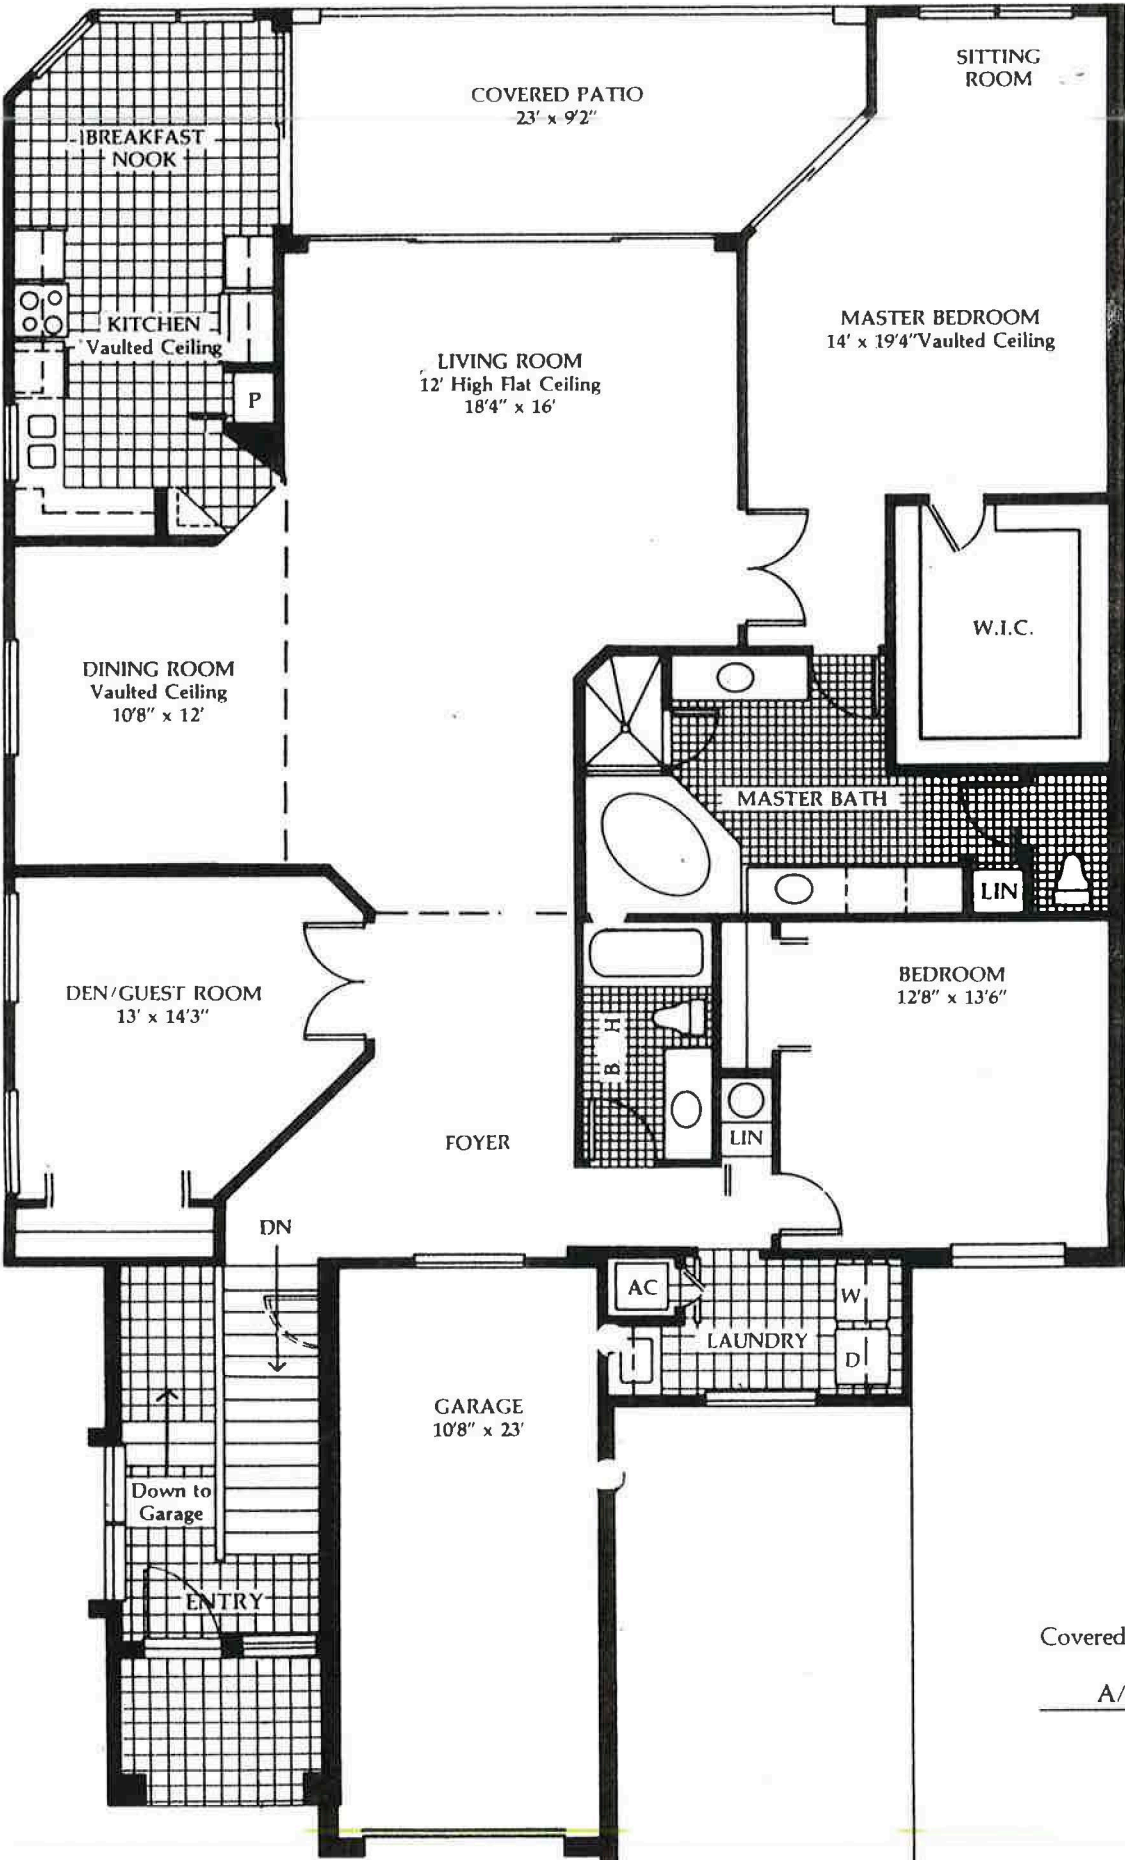 SITTING
ROOM
COVERED PATIO
23' x 9'2"
BREAKFAST
NOOK
KITCHEN
Vaulted Ceiling
P
LIVING ROOM
12' High Flat Ceiling
18'4" x 16'
MASTER BEDROOM
14' x 19'4" Vaulted Ceiling
W.I.C.
DINING ROOM
Vaulted Ceiling
10'8" x 12'
MASTER BATH
LIN
DEN/GUEST ROOM
13' x 14'3"
BEDROOM
12'8" x 13'6"
B H
LIN
FOYER
DN
AC
W
LAUNDRY
D
GARAGE
10'8" x 23'
Down to
Garage
ENTRY
Covered
A/